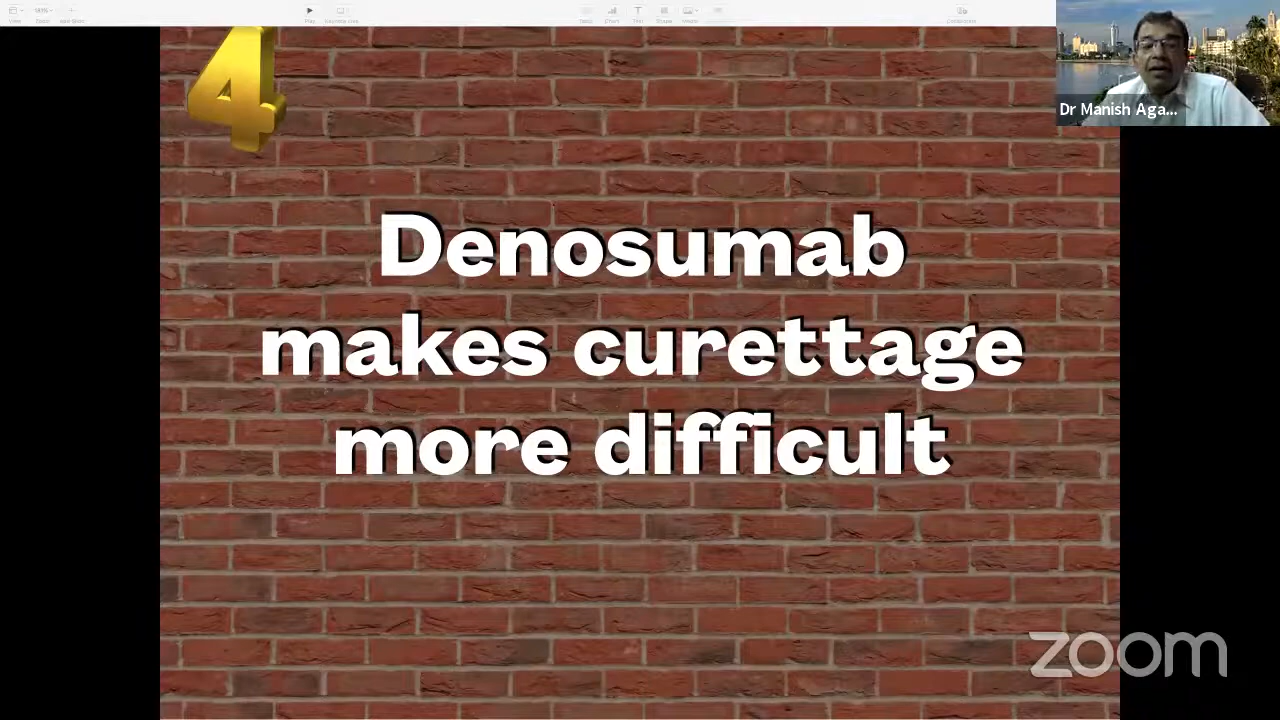 4
Dr Manish Aga...
Denosumab
makes curettage
more difficult
zoom